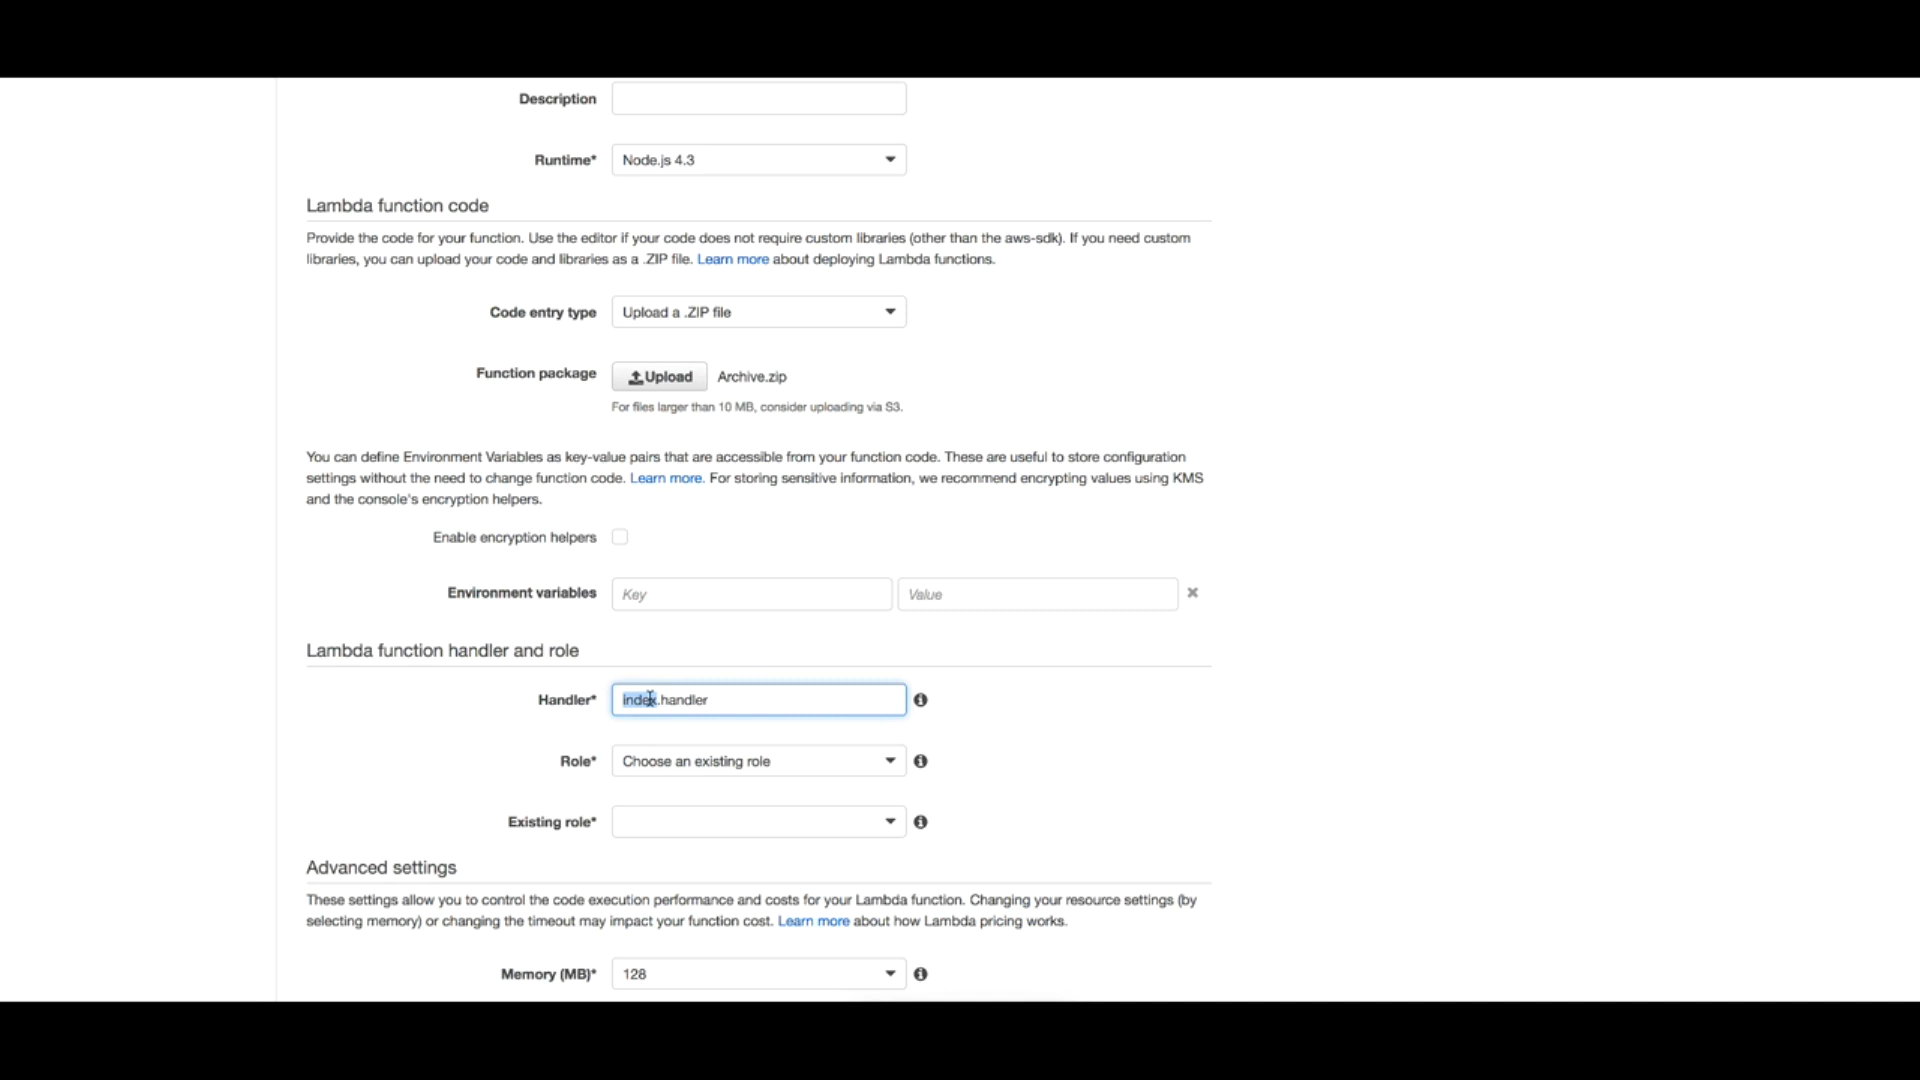 Description
Runtime* Node.js 4.3
Lambda function code
Provide the code for your function. Use the editor if your code does not require custom libraries (other than the aws-sdk). If you need custom
libraries, you can upload your code and libraries as a .ZIP file. Learn more about deploying Lambda functions.
Code entry type Upload a .ZIP file
Function package Upload Archive.zip
For files larger than 10 MB, consider uploading via S3.
You can define Environment Variables as key-value pairs that are accessible from your function code. These are useful to store configuration
settings without the need to change function code. Learn more. For storing sensitive information, we recommend encrypting values using KMS
and the console's encryption helpers.
Enable encryption helpers
Environment variables Key Value
Lambda function handler and role
Handler* index.handler
Role* Choose an existing role
Existing role*
Advanced settings
These settings allow you to control the code execution performance and costs for your Lambda function. Changing your resource settings (by
selecting memory) or changing the timeout may impact your function cost. Learn more about how Lambda pricing works.
Memory (MB)* 128